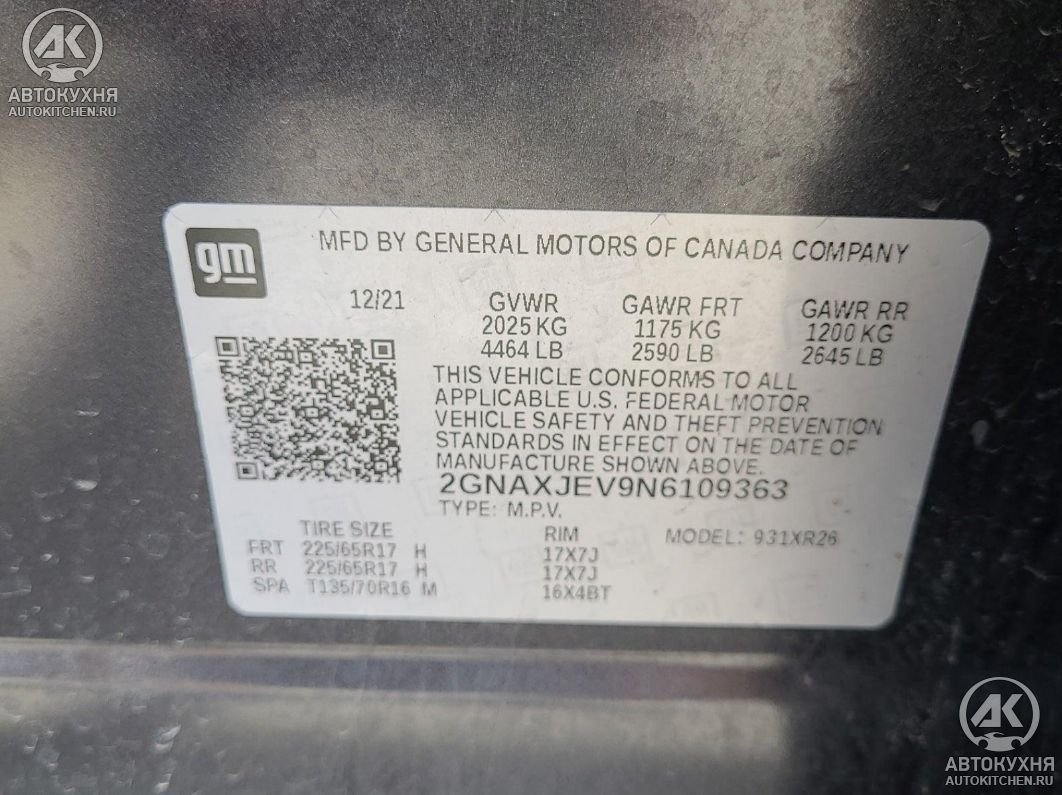 АК
АВТОКУХНЯ
AUTOKITCHEN.RU
gm
MFD BY GENERAL MOTORS OF CANADA COMPANY
12/21 GVWR GAWR FRT GAWR RR
2025 KG 1175 KG 1200 KG
4464 LB 2590 LB 2645 LB
THIS VEHICLE CONFORMS TO ALL
APPLICABLE U.S. FEDERAL MOTOR
VEHICLE SAFETY AND THEFT PREVENTION
STANDARDS IN EFFECT ON THE DATE OF
MANUFACTURE SHOWN ABOVE.
2GNAXJEV9N6109363
TYPE: M.P.V.
TIRE SIZE RIM MODEL: 931XR26
FRT 225/65R17 H 17X7J
RR 225/65R17 H 17X7J
SPA T135/70R16 M 16X4BT
АК
АВТОКУХНЯ
AUTOKITCHEN.RU